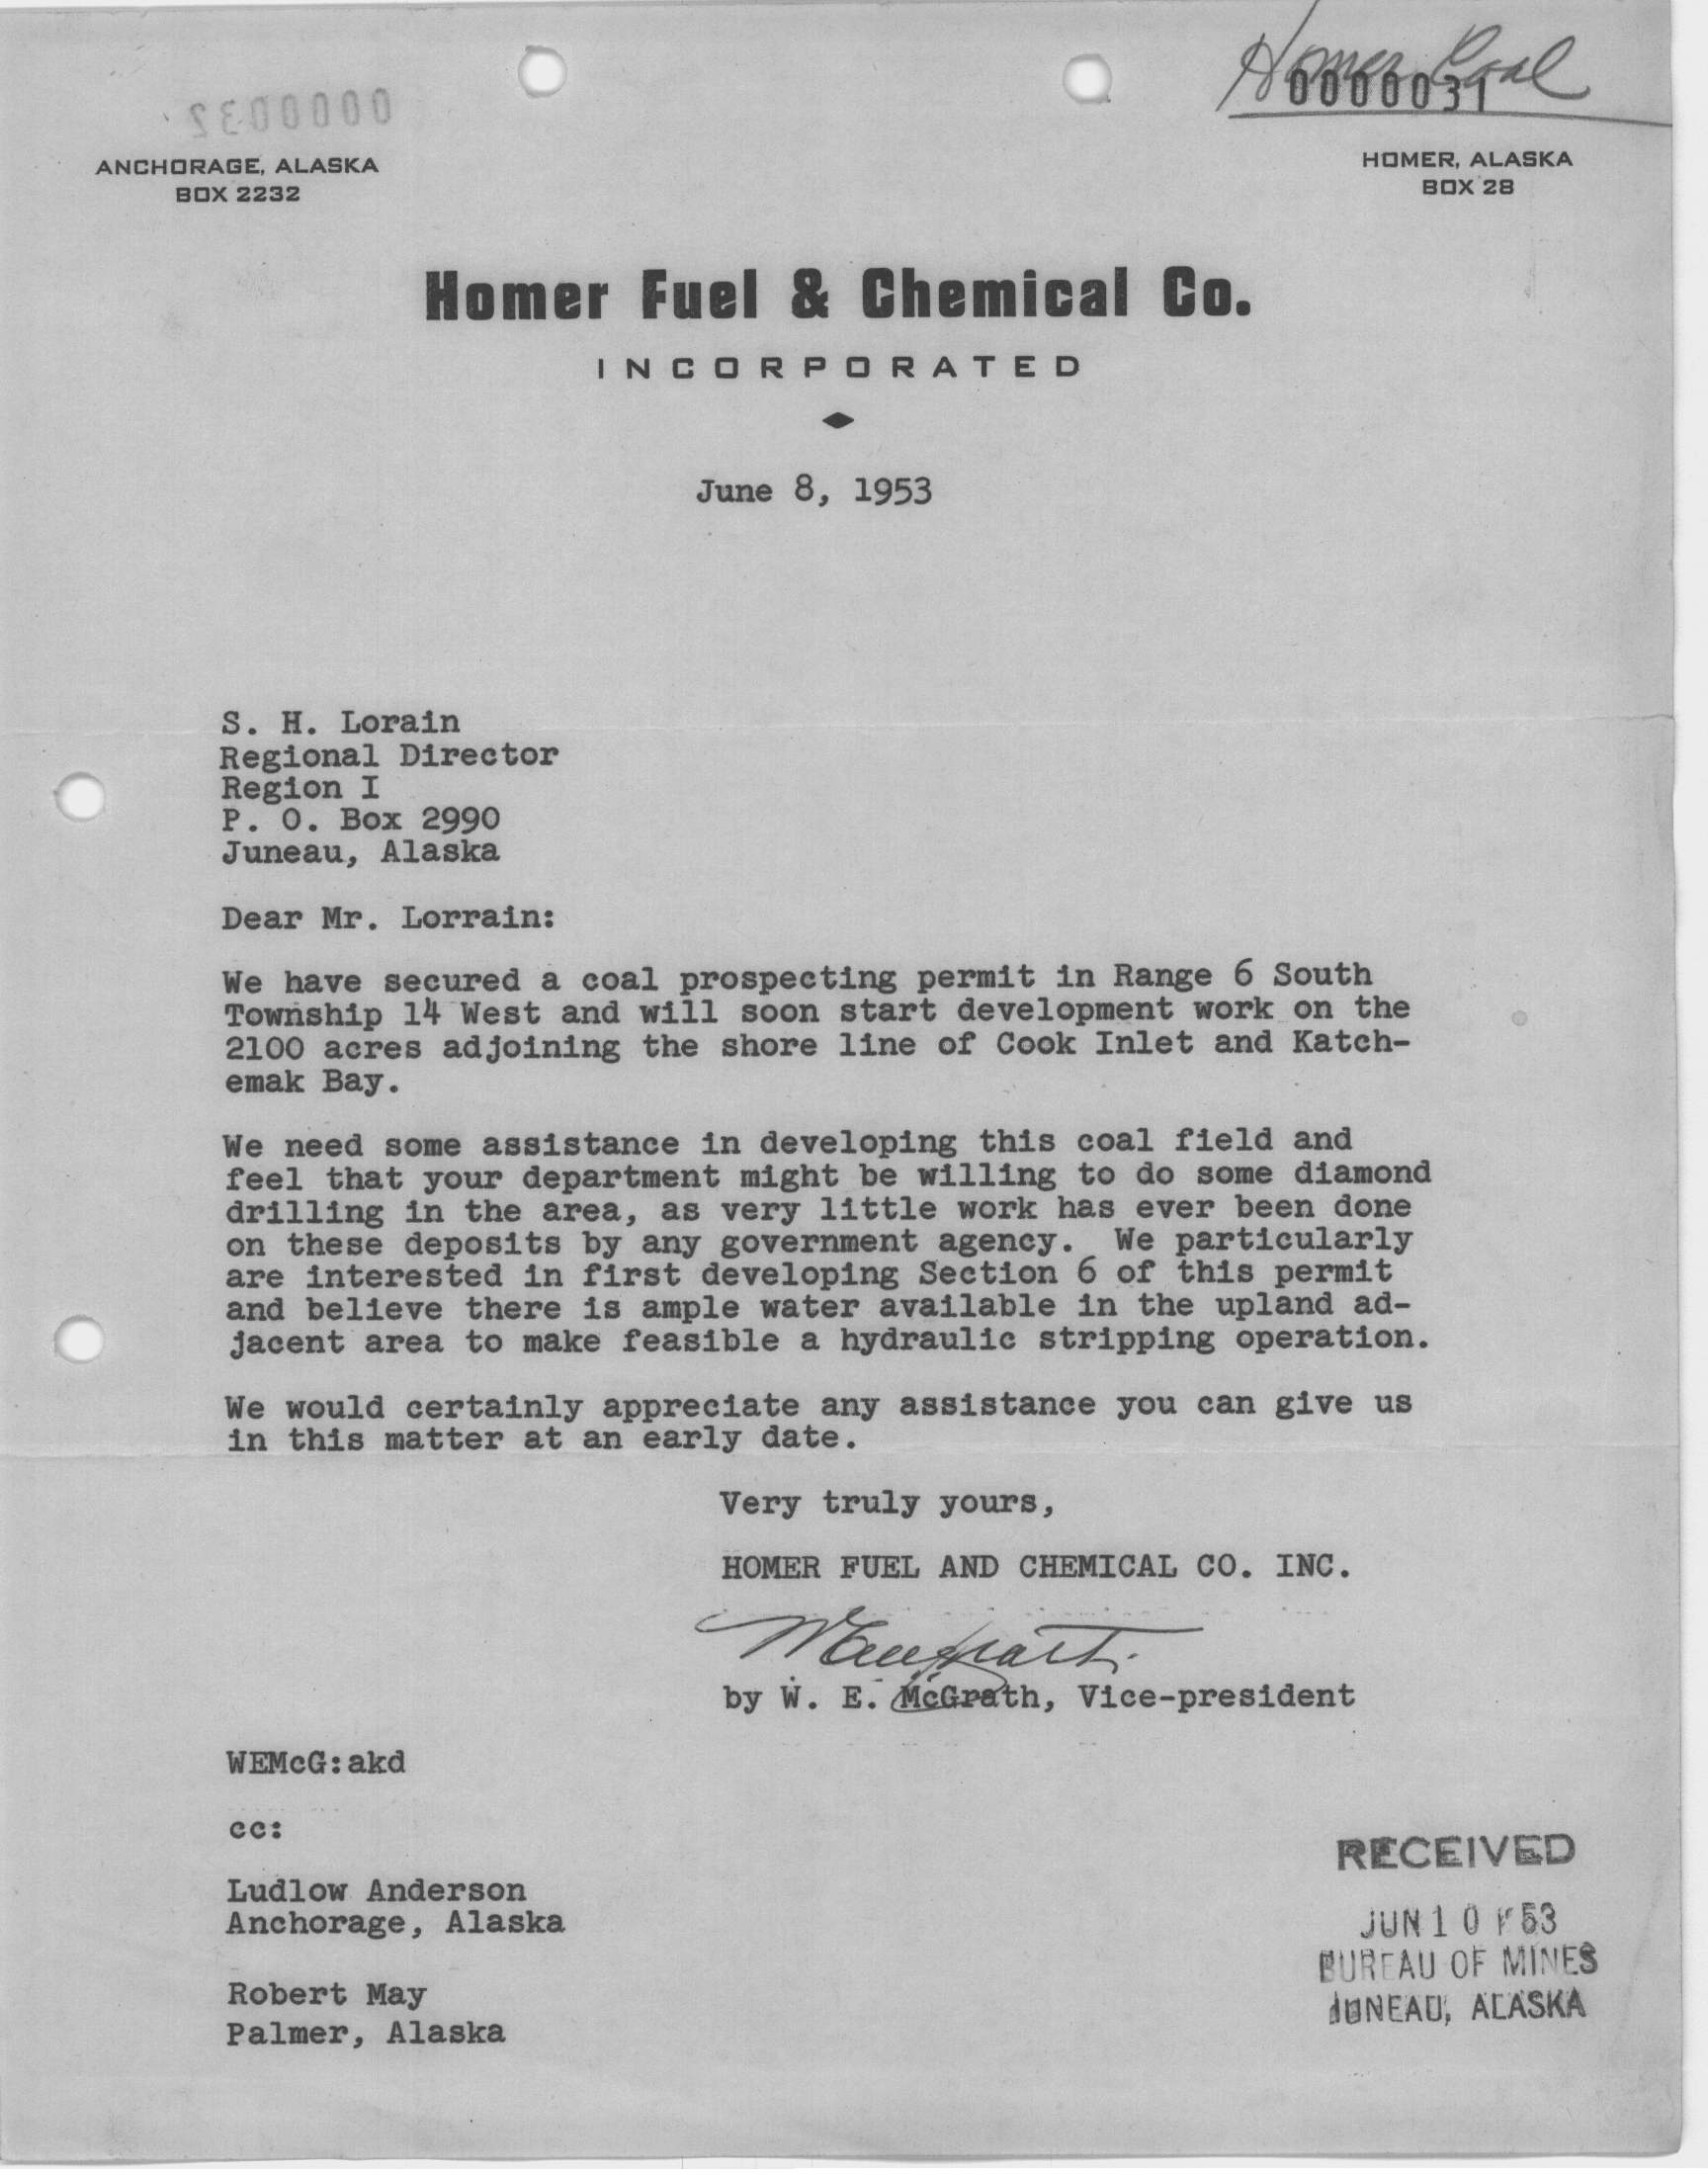 Homer Coal
0000031
0000032
ANCHORAGE, ALASKA
BOX 2232
HOMER, ALASKA
BOX 28
Homer Fuel & Chemical Co.
INCORPORATED
June 8, 1953
S. H. Lorain
Regional Director
Region I
P. O. Box 2990
Juneau, Alaska
Dear Mr. Lorrain:
We have secured a coal prospecting permit in Range 6 South
Township 14 West and will soon start development work on the
2100 acres adjoining the shore line of Cook Inlet and Katch-
emak Bay.
We need some assistance in developing this coal field and
feel that your department might be willing to do some diamond
drilling in the area, as very little work has ever been done
on these deposits by any government agency.  We particularly
are interested in first developing Section 6 of this permit
and believe there is ample water available in the upland ad-
jacent area to make feasible a hydraulic stripping operation.
We would certainly appreciate any assistance you can give us
in this matter at an early date.
Very truly yours,
HOMER FUEL AND CHEMICAL CO. INC.
by W. E. McGrath, Vice-president
WEMcG:akd
cc:
Ludlow Anderson
Anchorage, Alaska
Robert May
Palmer, Alaska
RECEIVED
JUN 10 53
BUREAU OF MINES
JUNEAU, ALASKA